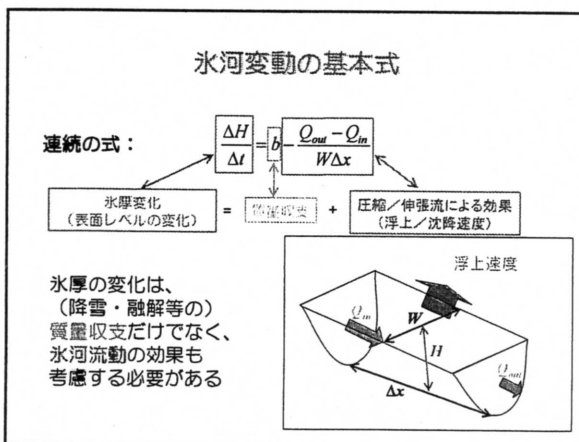 氷河変動の基本式
連続の式：
ΔH/Δt = b − (Q_out − Q_in)/(WΔx)
氷厚変化
（表面レベルの変化）
=
質量収支
+
圧縮／伸張流による効果
（浮上／沈降速度）
氷厚の変化は、
（降雪・融解等の）
質量収支だけでなく、
氷河流動の効果も
考慮する必要がある
浮上速度
Q_in
W
H
Q_out
Δx